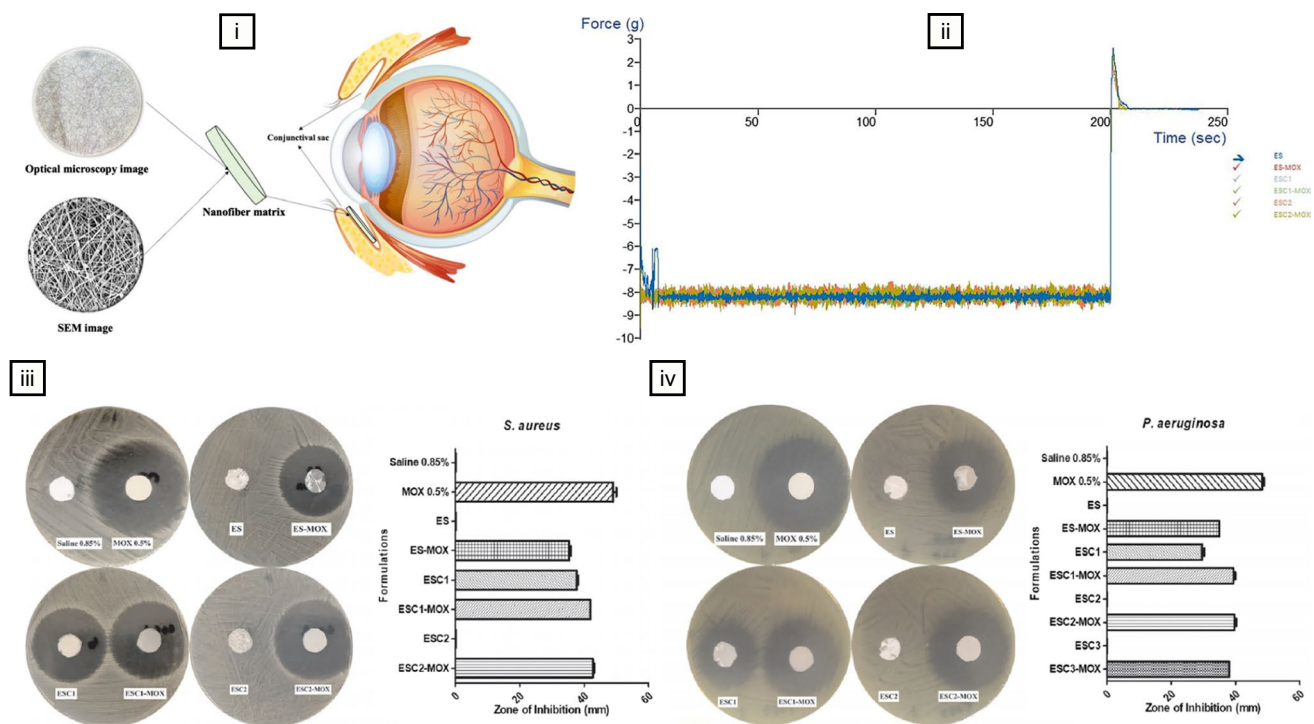 i
Optical microscopy image
Nanofiber matrix
Conjunctival sac
SEM image
ii
Force (g)
3
2
1
0
-1
-2
-3
-4
-5
-6
-7
-8
-9
-10
50
100
150
200
250
Time (sec)
ES
ES-MOX
ESC1
ESC1-MOX
ESC2
ESC2-MOX
iii
Saline 0.85%
MOX 0.5%
ES
ES-MOX
ESC1
ESC1-MOX
ESC2
ESC2-MOX
S. aureus
Formulations
Saline 0.85%
MOX 0.5%
ES
ES-MOX
ESC1
ESC1-MOX
ESC2
ESC2-MOX
0 20 40 60
Zone of Inhibition (mm)
iv
Saline 0.85%
MOX 0.5%
ES
ES-MOX
ESC1
ESC1-MOX
ESC2
ESC2-MOX
P. aeruginosa
Formulations
Saline 0.85%
MOX 0.5%
ES
ES-MOX
ESC1
ESC1-MOX
ESC2
ESC2-MOX
ESC3
ESC3-MOX
0 20 40 60
Zone of Inhibition (mm)